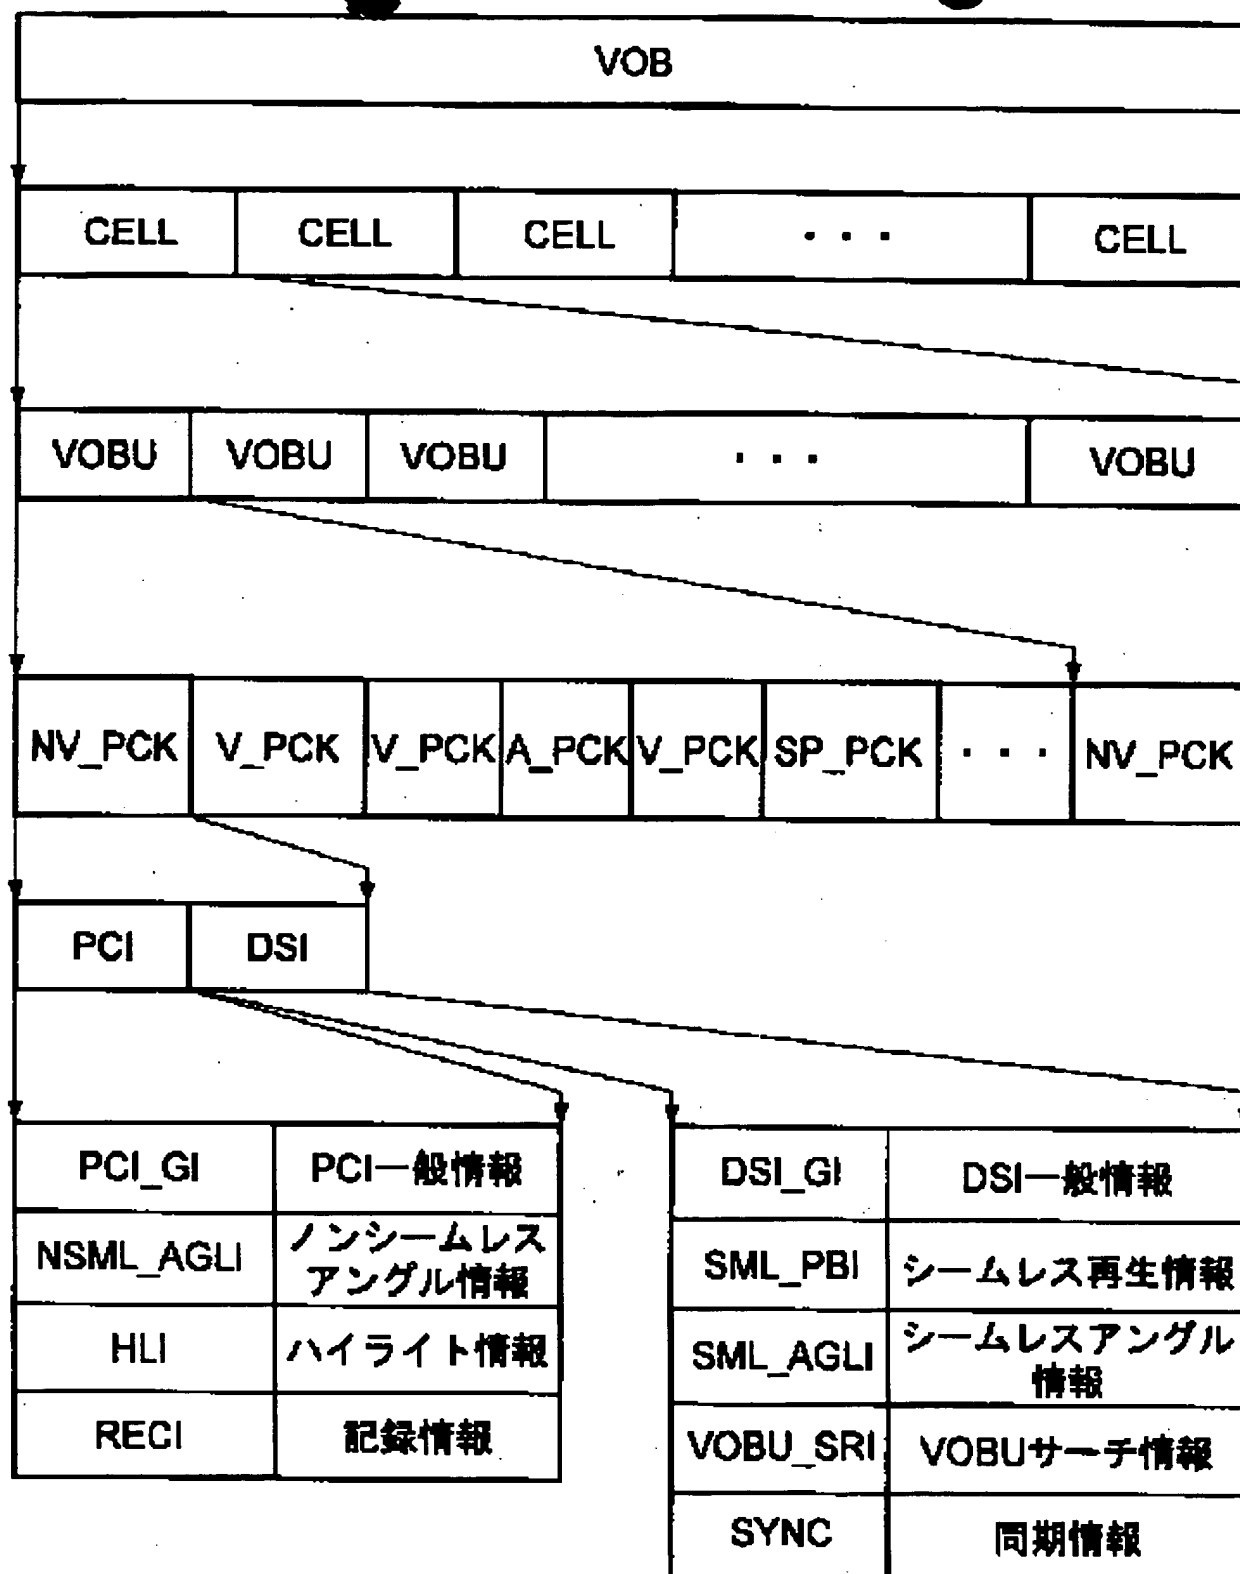 VOB
CELL CELL CELL ・・・ CELL
VOBU VOBU VOBU ・・・ VOBU
NV_PCK V_PCK V_PCK A_PCK V_PCK SP_PCK ・・・ NV_PCK
PCI DSI
PCI_GI PCI一般情報
NSML_AGLI ノンシームレス
アングル情報
HLI ハイライト情報
RECI 記録情報
DSI_GI DSI一般情報
SML_PBI シームレス再生情報
SML_AGLI シームレスアングル
情報
VOBU_SRI VOBUサーチ情報
SYNC 同期情報